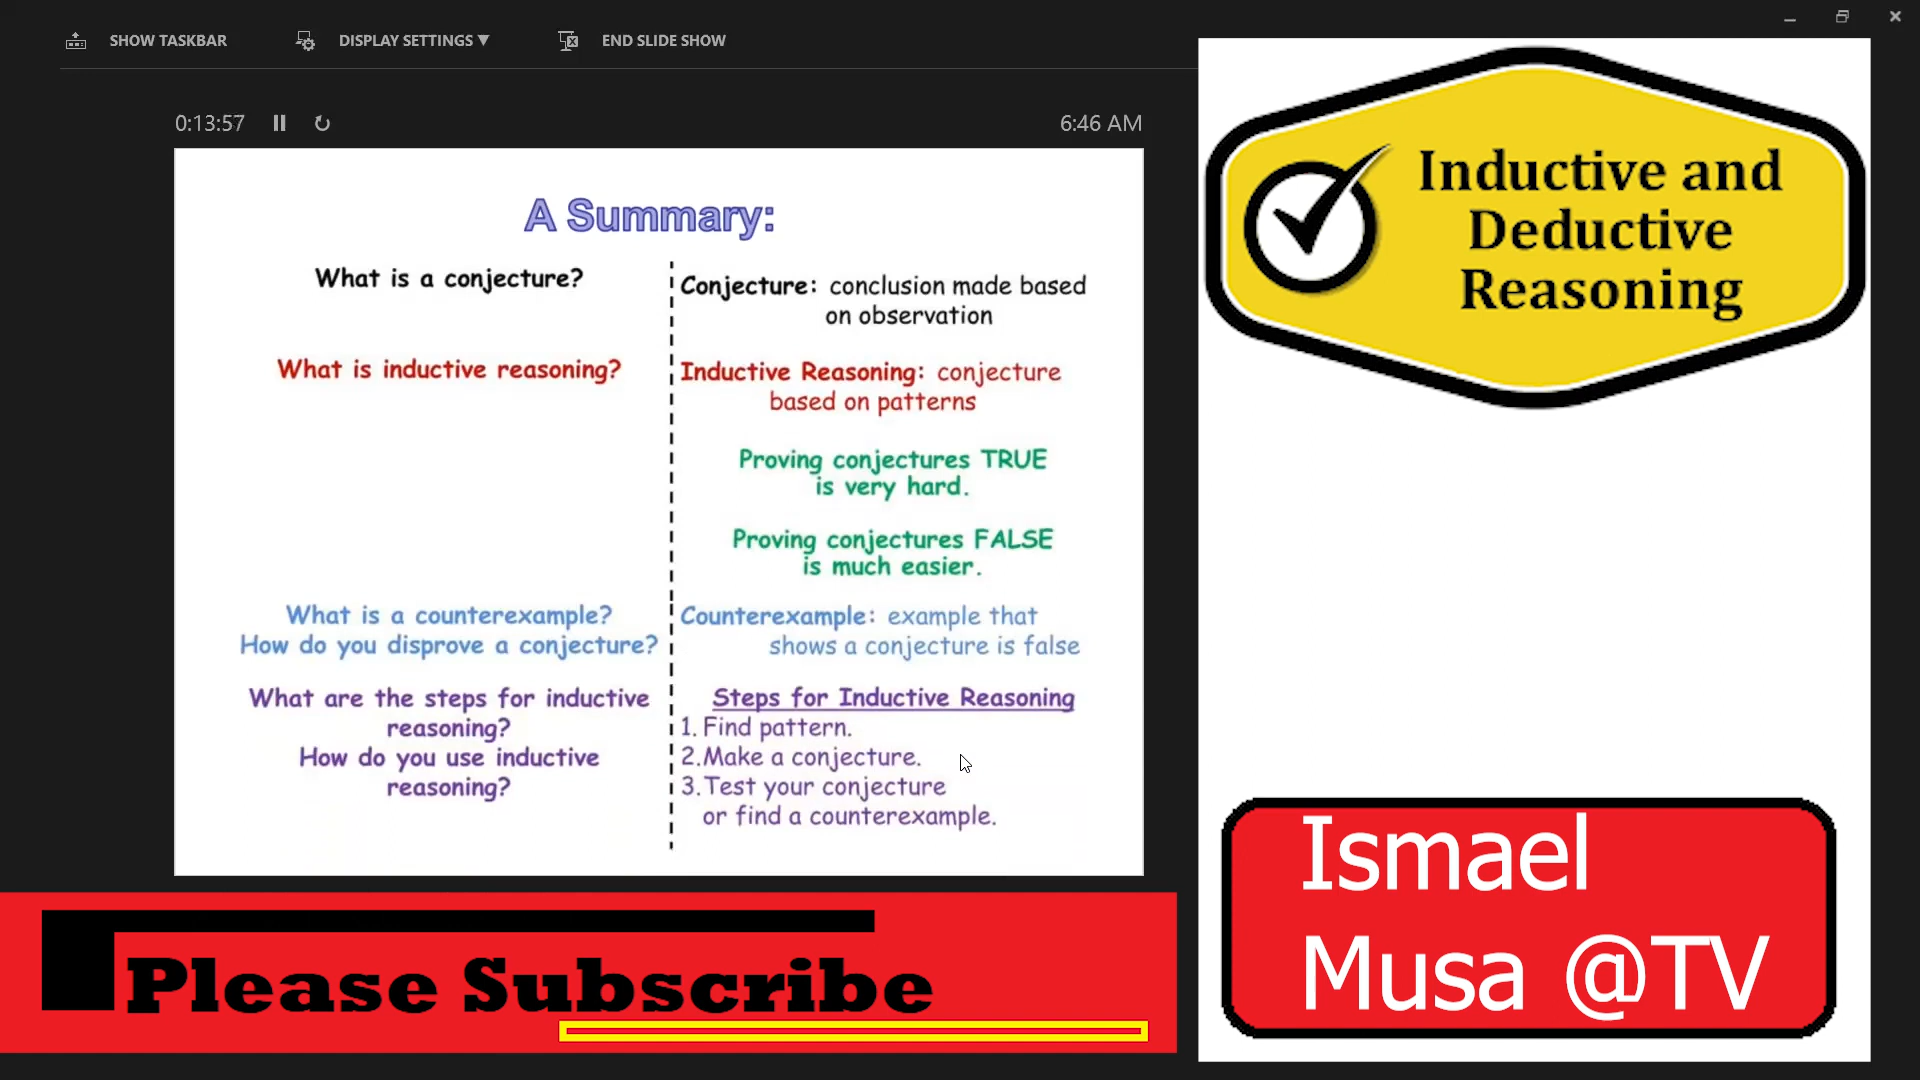 SHOW TASKBAR
DISPLAY SETTINGS ▼
END SLIDE SHOW
0:13:57
6:46 AM
A Summary:
What is a conjecture?
Conjecture: conclusion made based
on observation
What is inductive reasoning?
Inductive Reasoning: conjecture
based on patterns
Proving conjectures TRUE
is very hard.
Proving conjectures FALSE
is much easier.
What is a counterexample?
How do you disprove a conjecture?
Counterexample: example that
shows a conjecture is false
What are the steps for inductive
reasoning?
How do you use inductive
reasoning?
Steps for Inductive Reasoning
1. Find pattern.
2.Make a conjecture.
3.Test your conjecture
or find a counterexample.
Inductive and
Deductive
Reasoning
Please Subscribe
Ismael
Musa @TV